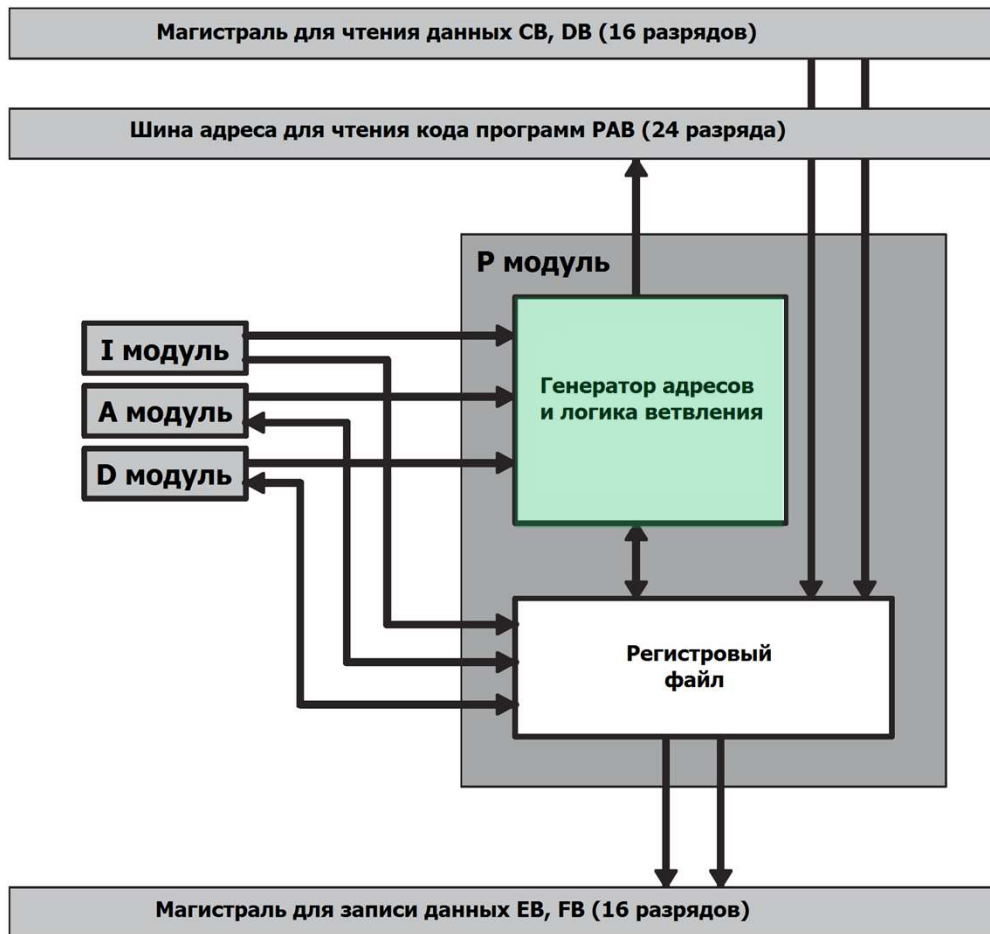 Магистраль для чтения данных CB, DB (16 разрядов)
Шина адреса для чтения кода программ PAB (24 разряда)
P модуль
I модуль
A модуль
D модуль
Генератор адресов
и логика ветвления
Регистровый
файл
Магистраль для записи данных EB, FB (16 разрядов)